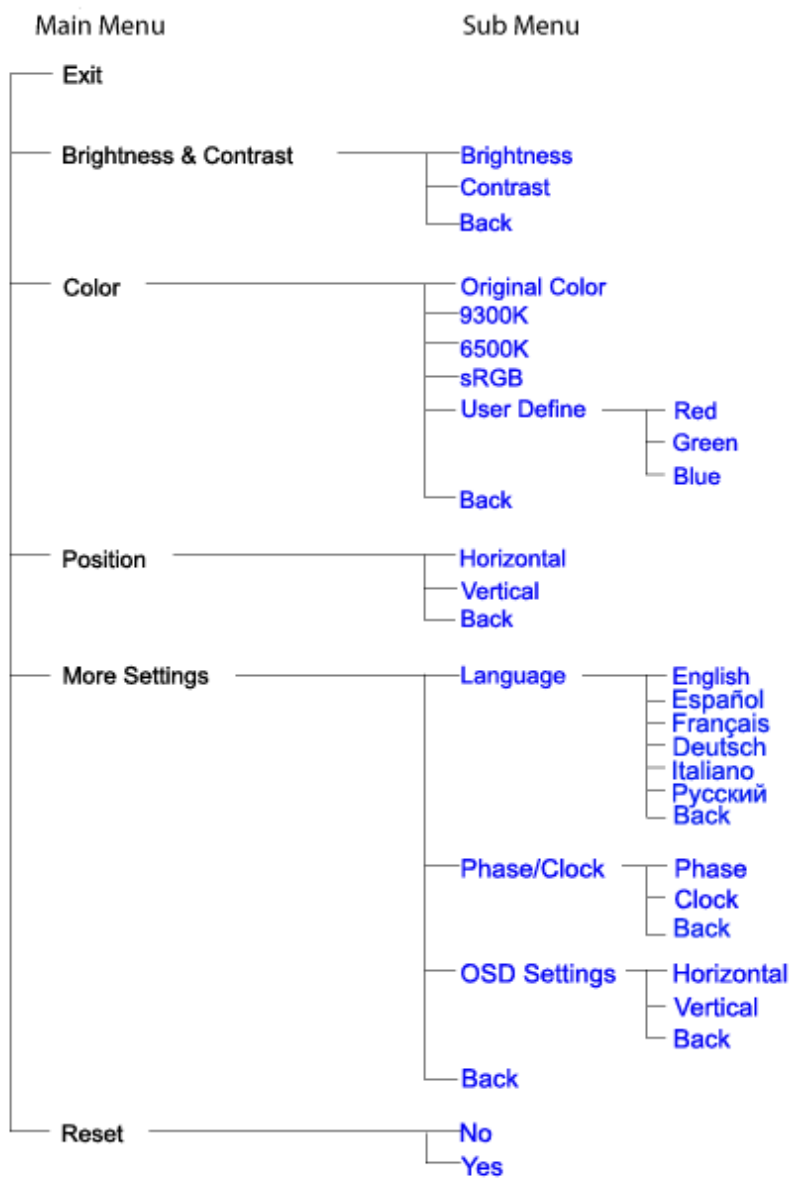 Main Menu Sub Menu
Exit
Brightness & Contrast Brightness
Contrast
Back
Color Original Color
9300K
6500K
sRGB
User Define Red
Green
Blue
Back
Position Horizontal
Vertical
Back
More Settings Language English
Español
Français
Deutsch
Italiano
Русский
Back
Phase/Clock Phase
Clock
Back
OSD Settings Horizontal
Vertical
Back
Back
Reset No
Yes